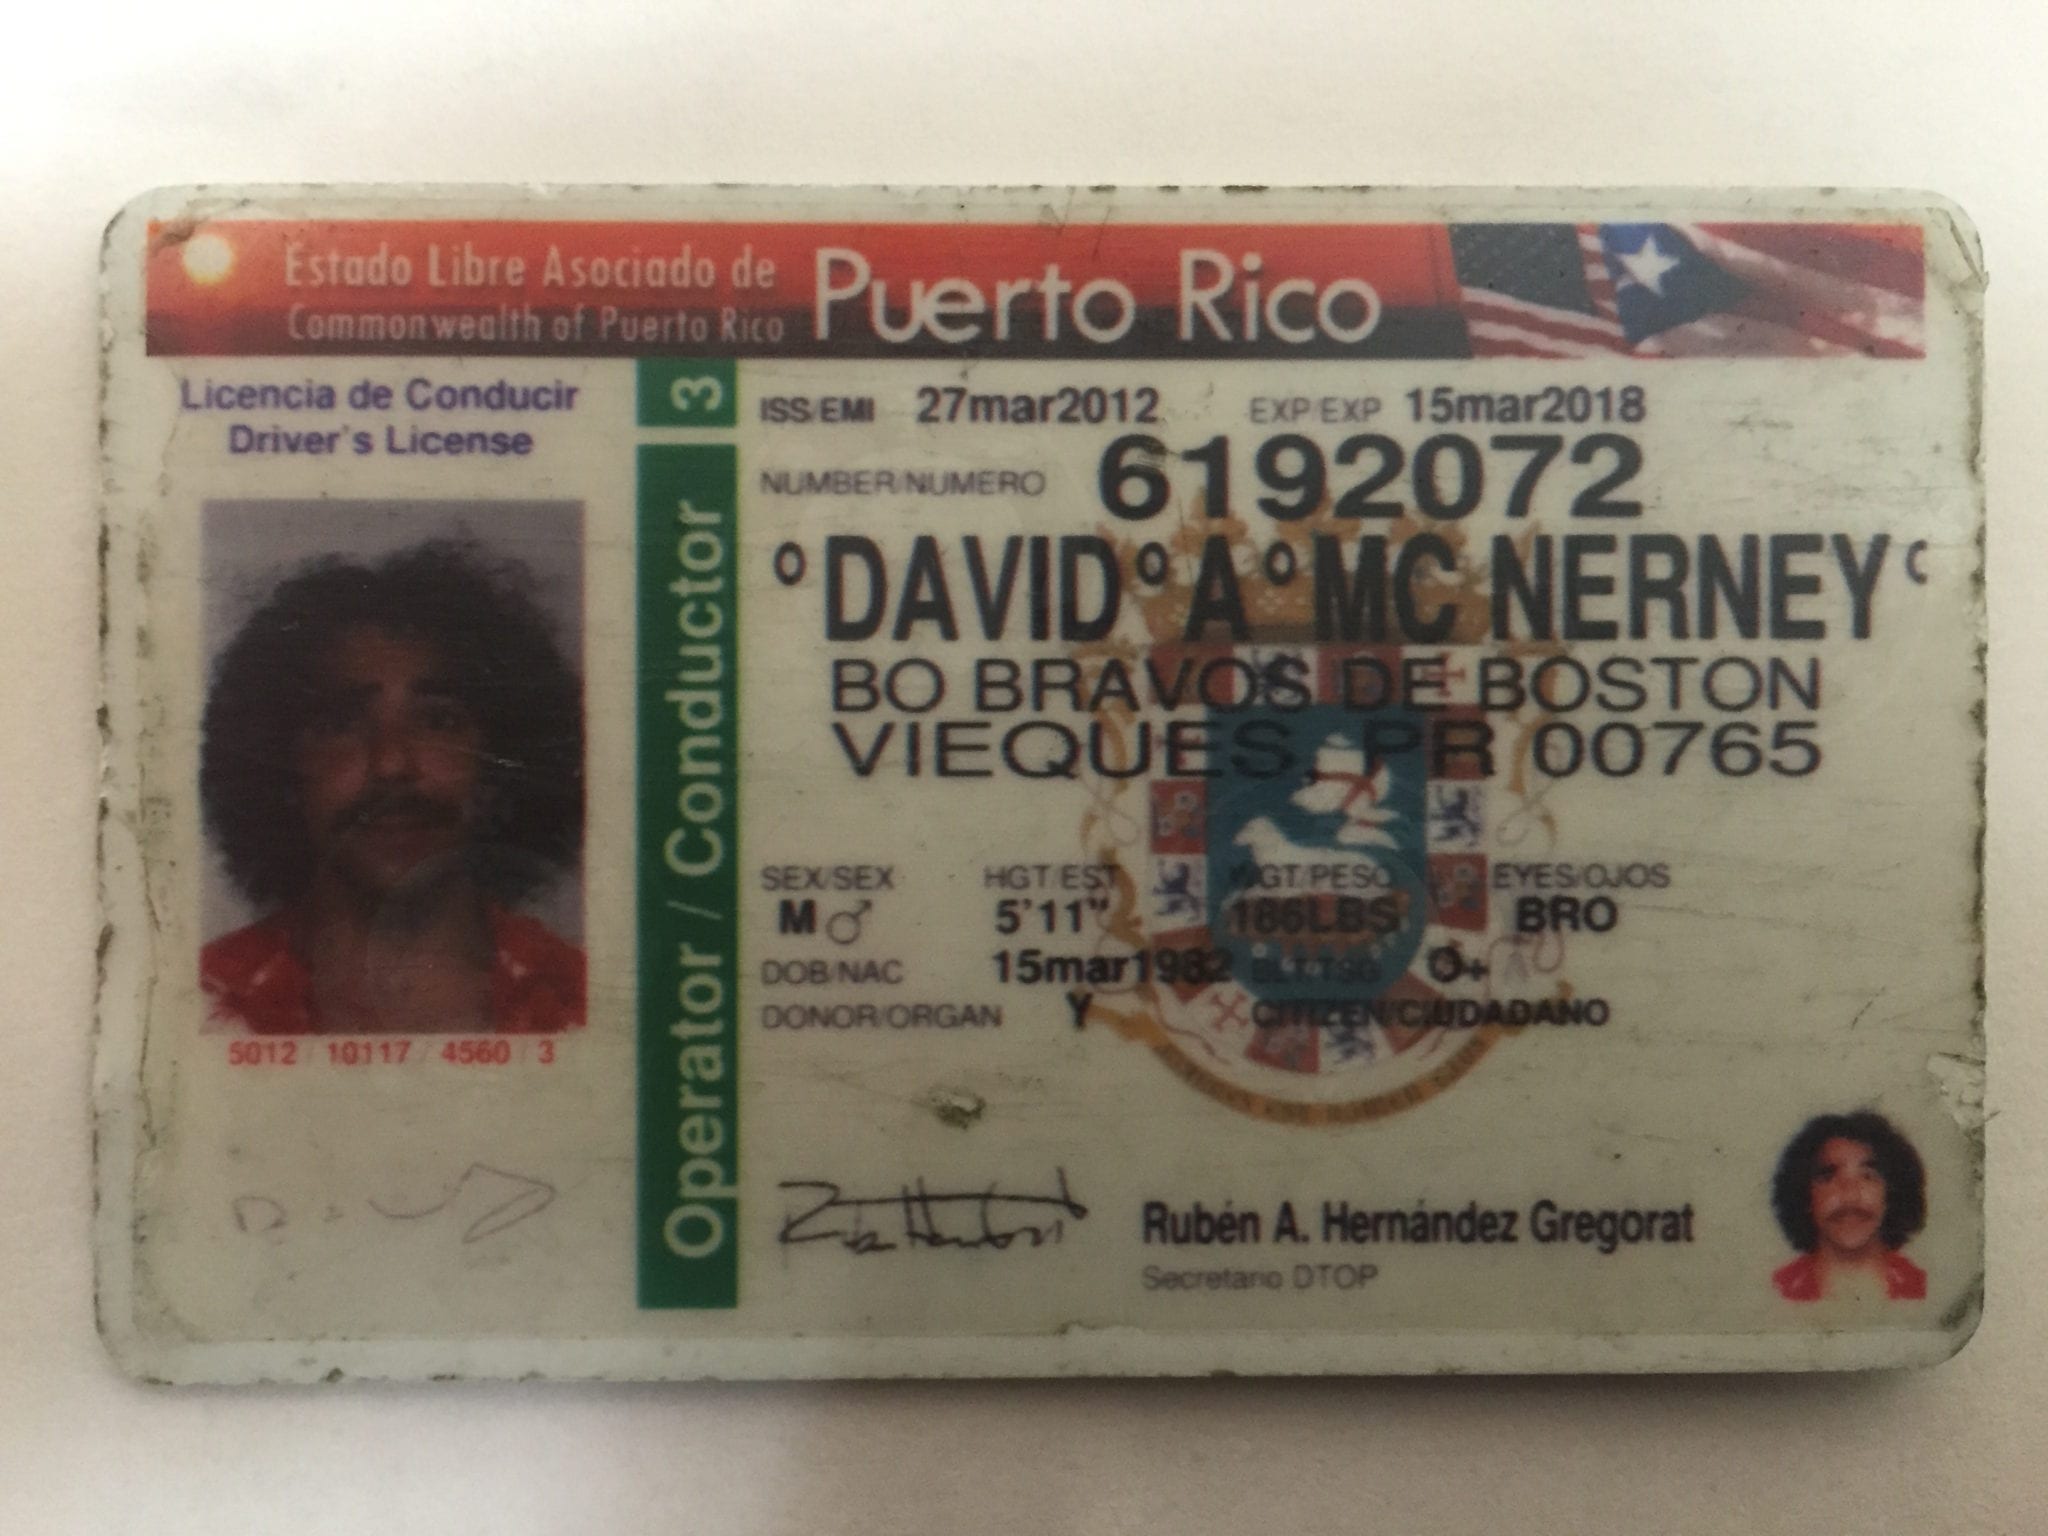 Estado Libre Asociado de
Commonwealth of Puerto Rico
Puerto Rico
Licencia de Conducir
Driver's License
3
Operator / Conductor
ISS/EMI 27mar2012 EXP/EXP 15mar2018
NUMBER/NUMERO 6192072
°DAVID°A°MC NERNEY°
BO BRAVOS DE BOSTON
VIEQUES, PR 00765
SEX/SEX HGT/EST WGT/PESO EYES/OJOS
M♂ 5'11" 186LBS BRO
DOB/NAC 15mar1982 O+
DONOR/ORGAN Y CITIZEN/CIUDADANO
5012 / 10117 / 4560 / 3
Rubén A. Hernández Gregorat
Secretario DTOP